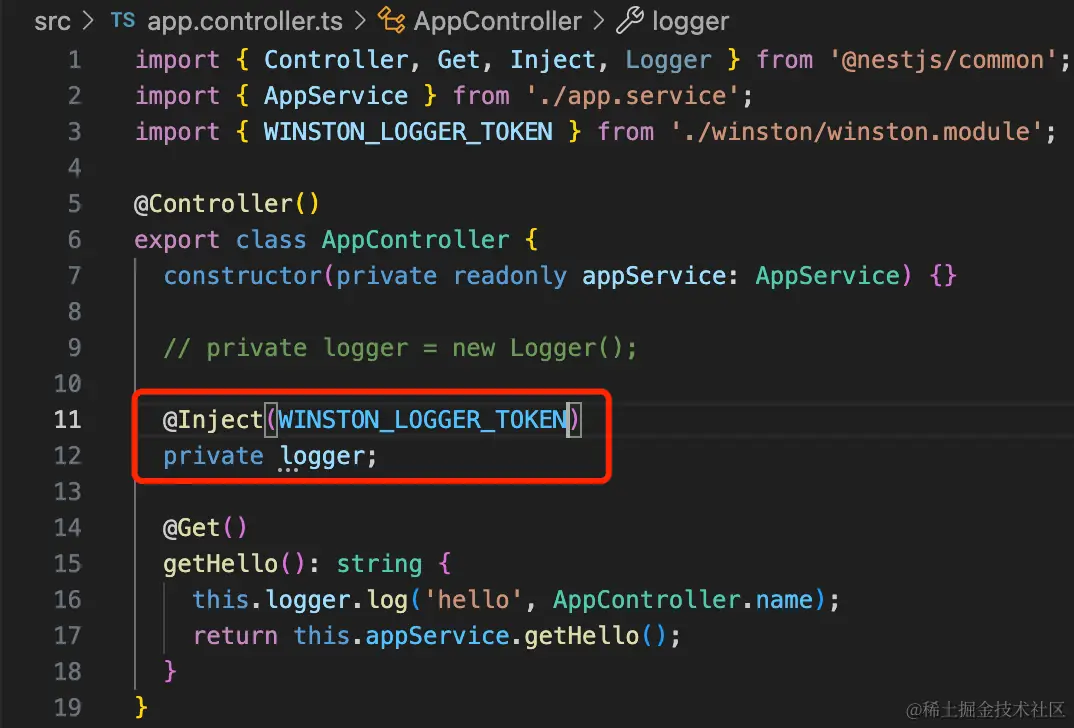 src > TS app.controller.ts > AppController > logger
1 import { Controller, Get, Inject, Logger } from '@nestjs/common';
2 import { AppService } from './app.service';
3 import { WINSTON_LOGGER_TOKEN } from './winston/winston.module';
4
5 @Controller()
6 export class AppController {
7   constructor(private readonly appService: AppService) {}
8
9   // private logger = new Logger();
10
11   @Inject(WINSTON_LOGGER_TOKEN)
12   private logger;
13
14   @Get()
15   getHello(): string {
16     this.logger.log('hello', AppController.name);
17     return this.appService.getHello();
18   }
19 }
@稀土掘金技术社区